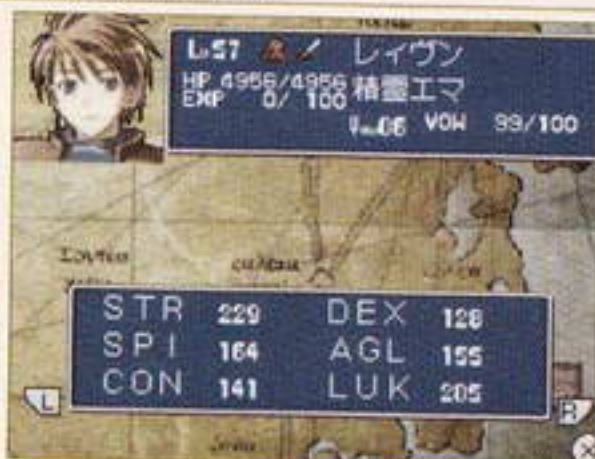 Lv57 レイヴン
HP 4956/4956 精霊エマ
EXP 0/ 100
VOW 99/100
STR 229 DEX 128
SPI 164 AGL 155
CON 141 LUK 205
L R